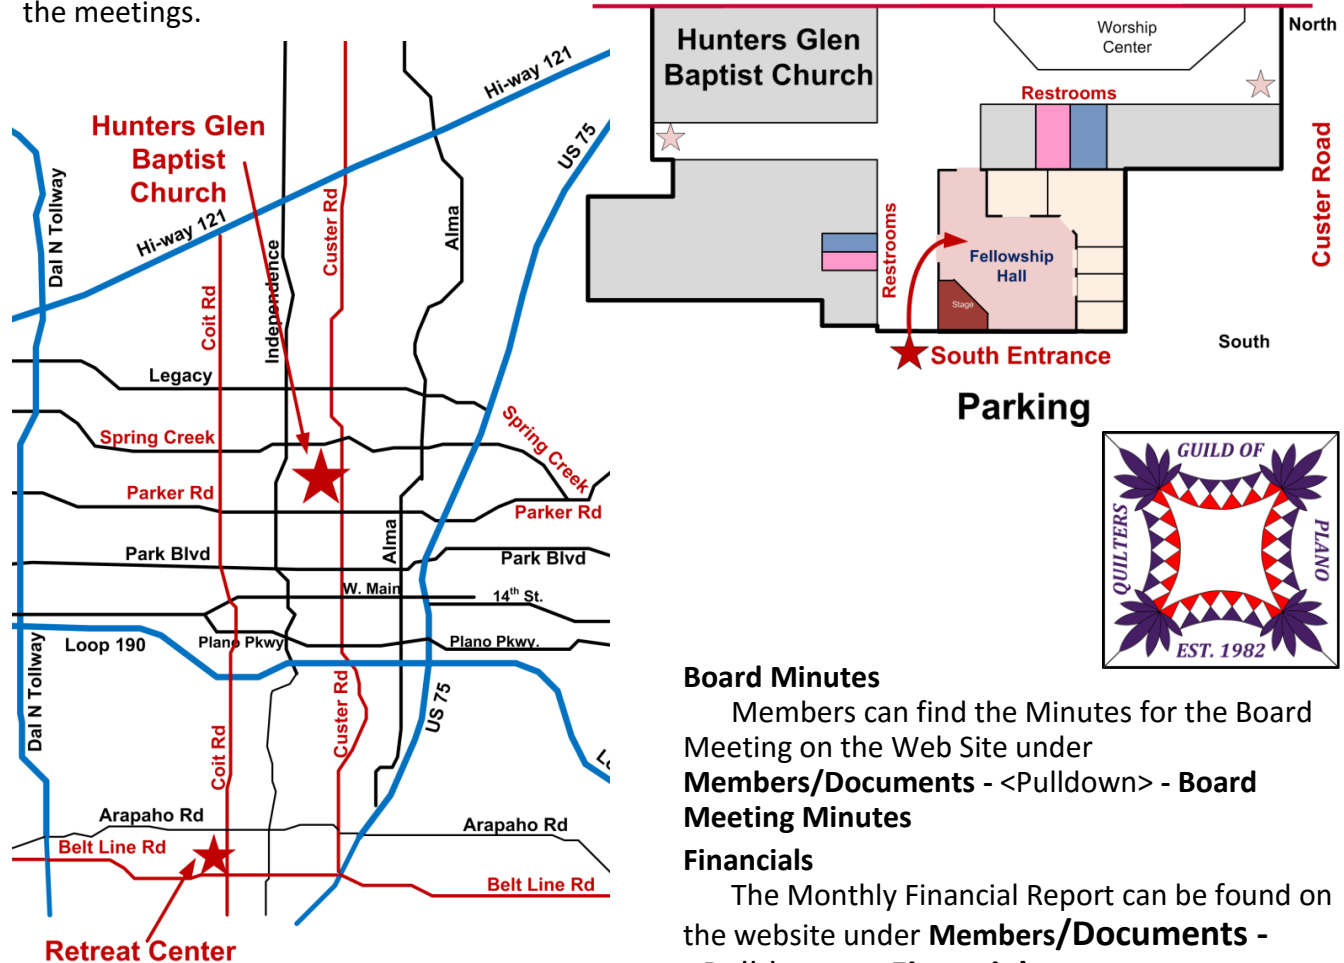 the meetings.
Hi-way 121
US 75
Hunters Glen
Baptist
Church
Dal N Tollway
Hi-way 121
Custer Rd
Alma
Independence
Coit Rd
Legacy
Spring Creek
Spring Creek
Parker Rd
Parker Rd
Alma
Park Blvd
Park Blvd
W. Main
14th St.
Loop 190
Plano Pkwy
Plano Pkwy.
Dal N Tollway
Custer Rd
US 75
Coit Rd
Arapaho Rd
Arapaho Rd
Belt Line Rd
Belt Line Rd
Retreat Center
Hunters Glen
Baptist Church
Worship
Center
North
Restrooms
Custer Road
Restrooms
Fellowship
Hall
Stage
South
South Entrance
Parking
GUILD OF
QUILTERS
PLANO
EST. 1982
Board Minutes
Members can find the Minutes for the Board
Meeting on the Web Site under
Members/Documents - <Pulldown> - Board
Meeting Minutes
Financials
The Monthly Financial Report can be found on
the website under Members/Documents -